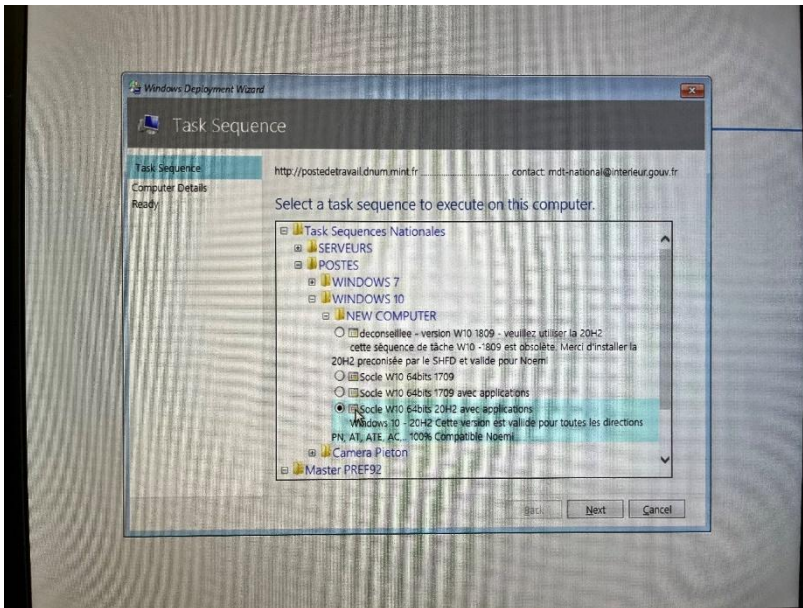 Windows Deployment Wizard
Task Sequence
Task Sequence
Computer Details
Ready
http://postedetravail.dnum.mint.fr ................................ contact: mdt-national@interieur.gouv.fr
Select a task sequence to execute on this computer.
Task Sequences Nationales
SERVEURS
POSTES
WINDOWS 7
WINDOWS 10
NEW COMPUTER
deconseillee - version W10 1809 - veuillez utiliser la 20H2
cette séquence de tâche W10 -1809 est obsolète. Merci d'installer la
20H2 preconisée par le SHFD et valide pour Noemi
Socle W10 64bits 1709
Socle W10 64bits 1709 avec applications
Socle W10 64bits 20H2 avec applications
Windows 10 - 20H2 Cette version est valide pour toutes les directions
PN, AT, ATE, AC,.. 100% Compatible Noemi
Camera Pieton
Master PREF92
Back
Next
Cancel